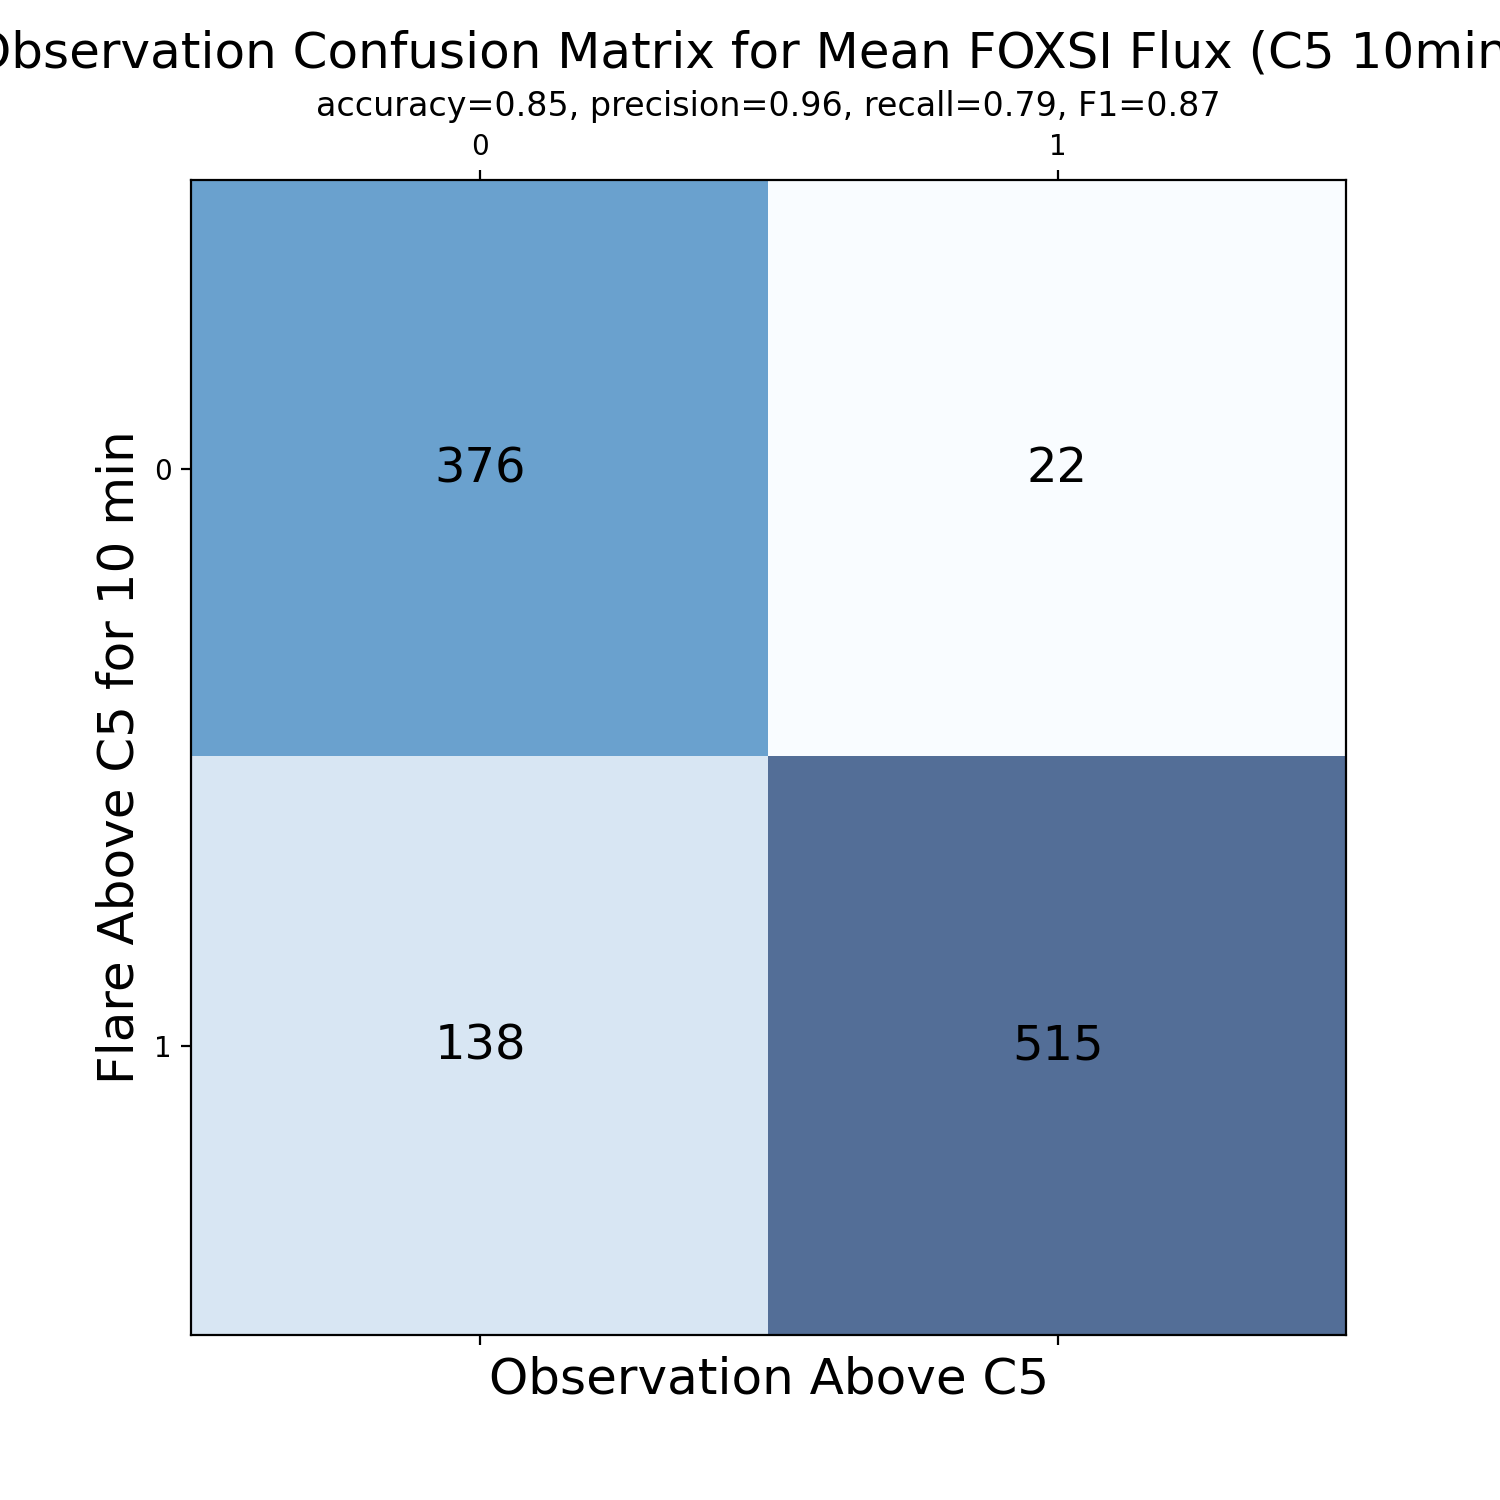 Observation Confusion Matrix for Mean FOXSI Flux (C5 10min
accuracy=0.85, precision=0.96, recall=0.79, F1=0.87
0 1
Flare Above C5 for 10 min
0 376 22
1 138 515
Observation Above C5